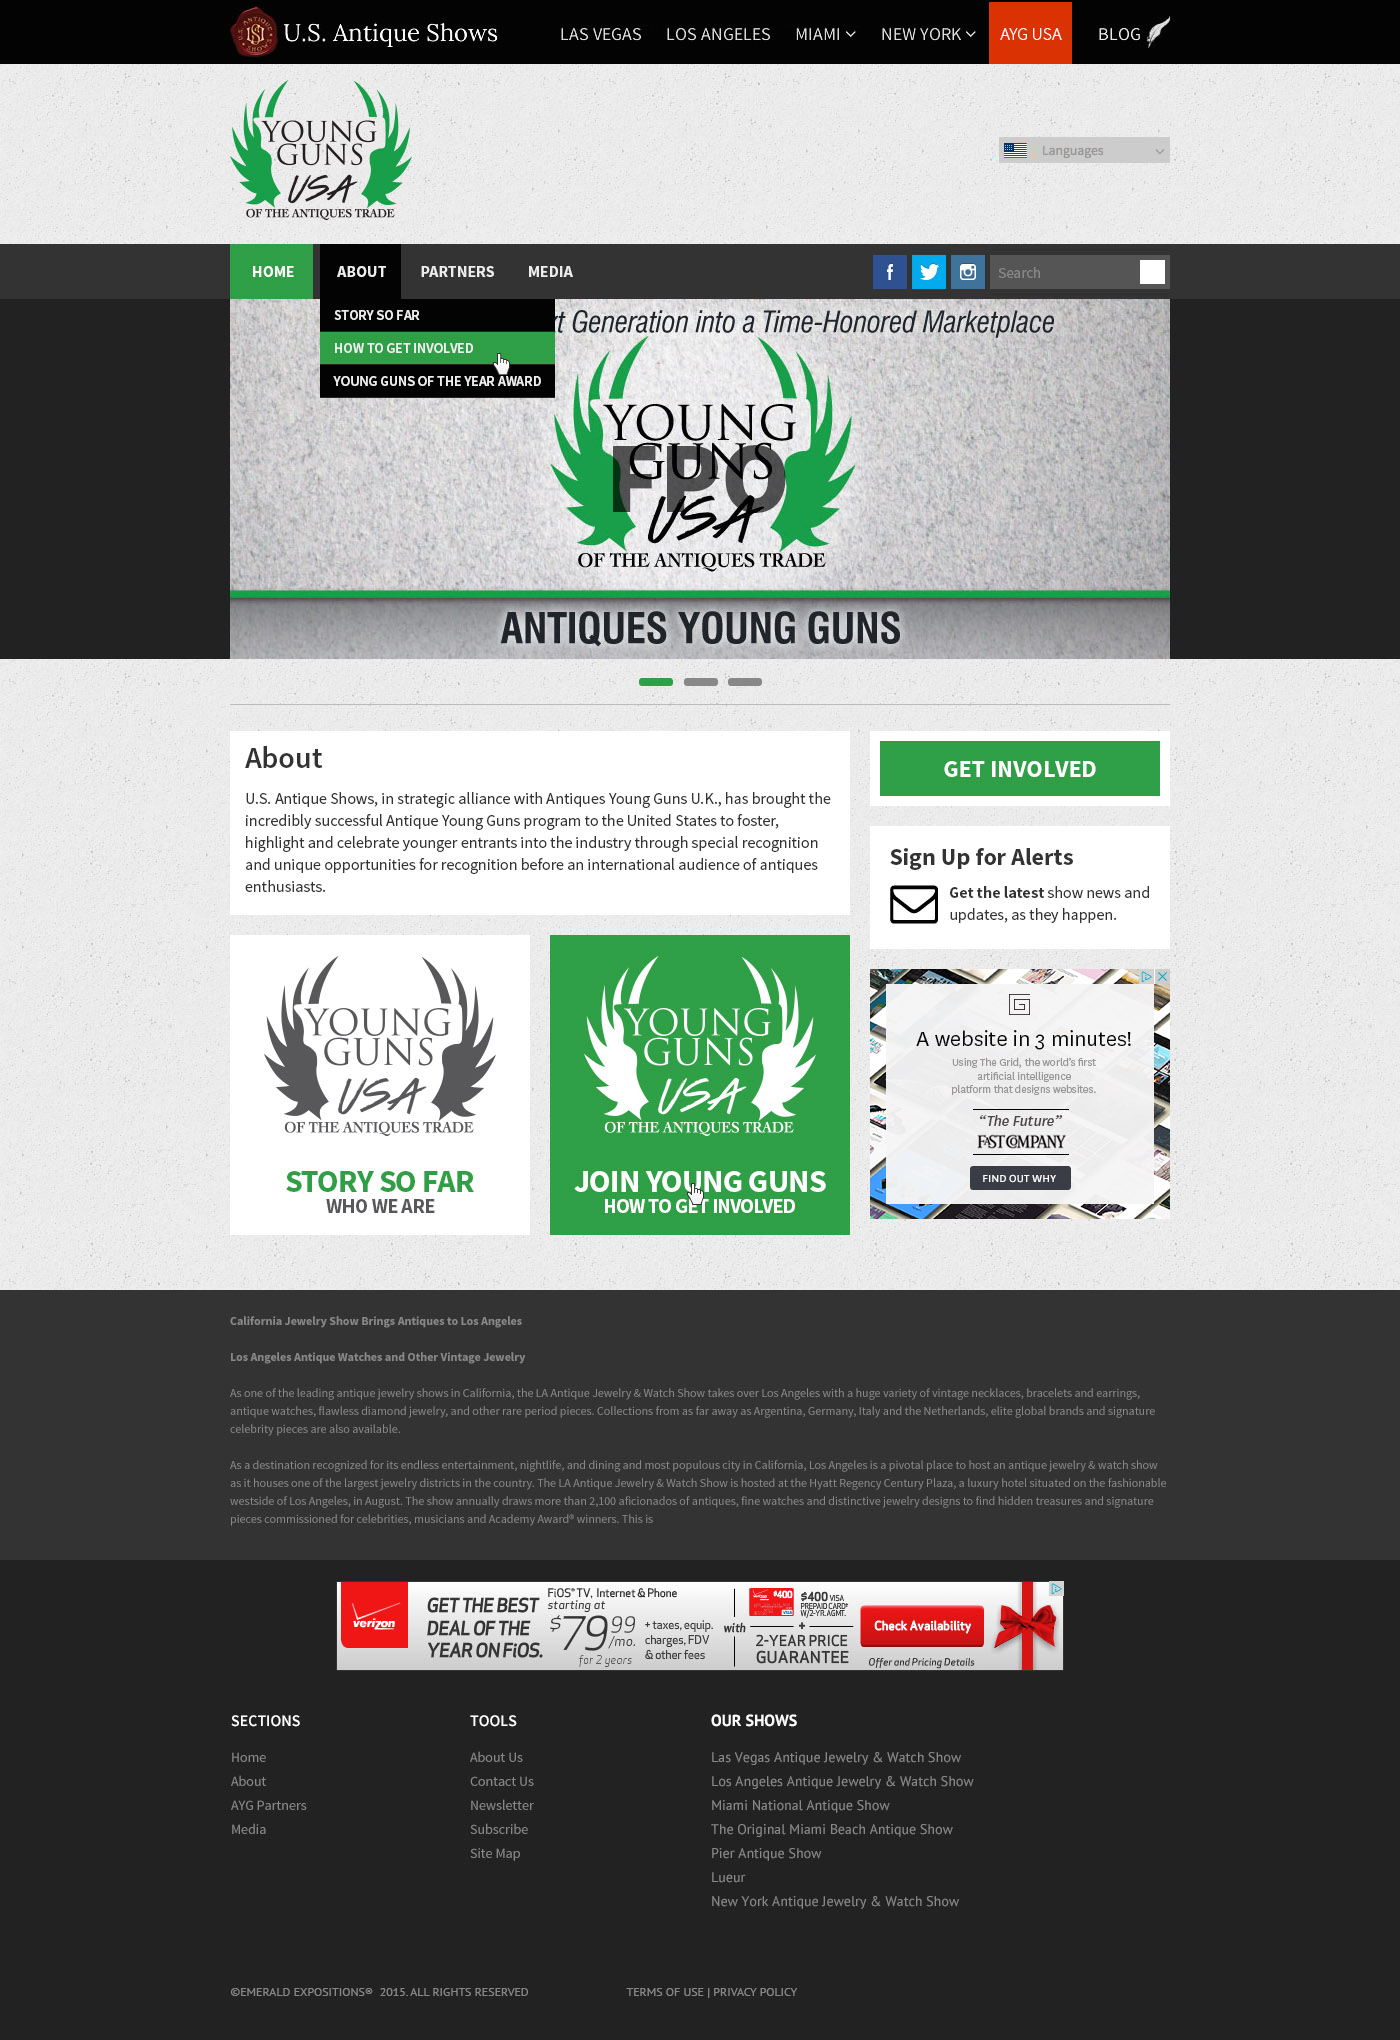 U.S. Antique Shows
LAS VEGAS
LOS ANGELES
MIAMI
NEW YORK
AYG USA
BLOG
YOUNG
GUNS
USA
OF THE ANTIQUES TRADE
Languages
HOME
ABOUT
PARTNERS
MEDIA
f
Search
STORY SO FAR
HOW TO GET INVOLVED
YOUNG GUNS OF THE YEAR AWARD
Generation into a Time-Honored Marketplace
YOUNG
GUNS
FPO
USA
OF THE ANTIQUES TRADE
ANTIQUES YOUNG GUNS
About
U.S. Antique Shows, in strategic alliance with Antiques Young Guns U.K., has brought the
incredibly successful Antique Young Guns program to the United States to foster,
highlight and celebrate younger entrants into the industry through special recognition
and unique opportunities for recognition before an international audience of antiques
enthusiasts.
GET INVOLVED
Sign Up for Alerts
Get the latest show news and
updates, as they happen.
YOUNG
GUNS
USA
OF THE ANTIQUES TRADE
STORY SO FAR
WHO WE ARE
YOUNG
GUNS
USA
OF THE ANTIQUES TRADE
JOIN YOUNG GUNS
HOW TO GET INVOLVED
A website in 3 minutes!
Using The Grid, the world's first
artificial intelligence
platform that designs websites.
“The Future”
FAST COMPANY
FIND OUT WHY
California Jewelry Show Brings Antiques to Los Angeles
Los Angeles Antique Watches and Other Vintage Jewelry
As one of the leading antique jewelry shows in California, the LA Antique Jewelry & Watch Show takes over Los Angeles with a huge variety of vintage necklaces, bracelets and earrings,
antique watches, flawless diamond jewelry, and other rare period pieces. Collections from as far away as Argentina, Germany, Italy and the Netherlands, elite global brands and signature
celebrity pieces are also available.
As a destination recognized for its endless entertainment, nightlife, and dining and most populous city in California, Los Angeles is a pivotal place to host an antique jewelry & watch show
as it houses one of the largest jewelry districts in the country. The LA Antique Jewelry & Watch Show is hosted at the Hyatt Regency Century Plaza, a luxury hotel situated on the fashionable
westside of Los Angeles, in August. The show annually draws more than 2,100 aficionados of antiques, fine watches and distinctive jewelry designs to find hidden treasures and signature
pieces commissioned for celebrities, musicians and Academy Award® winners. This is
verizon
GET THE BEST
DEAL OF THE
YEAR ON FiOS.
FiOS® TV, Internet & Phone
starting at
$79 99 /mo.
for 2 years
+ taxes, equip.
charges, FDV
& other fees
with
$400
VISA
$400 VISA
PREPAID CARD*
W/2-YR. AGMT.
+
2-YEAR PRICE
GUARANTEE
Check Availability
Offer and Pricing Details
SECTIONS
Home
About
AYG Partners
Media
TOOLS
About Us
Contact Us
Newsletter
Subscribe
Site Map
OUR SHOWS
Las Vegas Antique Jewelry & Watch Show
Los Angeles Antique Jewelry & Watch Show
Miami National Antique Show
The Original Miami Beach Antique Show
Pier Antique Show
Lueur
New York Antique Jewelry & Watch Show
©EMERALD EXPOSITIONS® 2015. ALL RIGHTS RESERVED
TERMS OF USE | PRIVACY POLICY